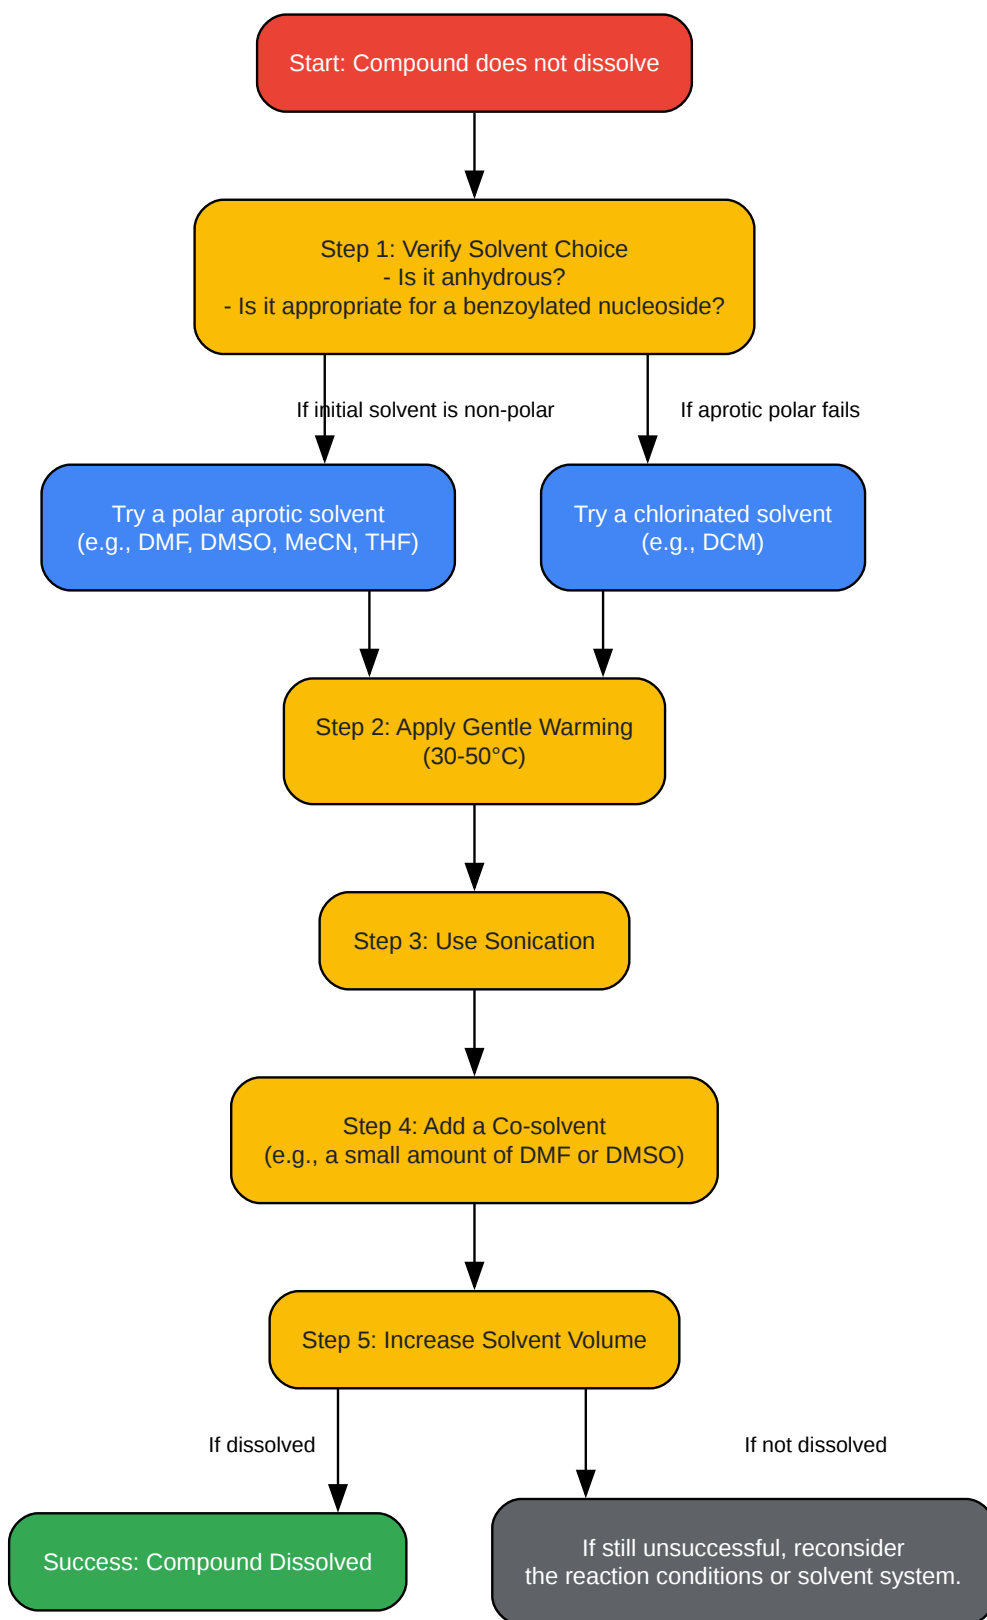 Start: Compound does not dissolve
Step 1: Verify Solvent Choice
- Is it anhydrous?
- Is it appropriate for a benzoylated nucleoside?
If initial solvent is non-polar
If aprotic polar fails
Try a polar aprotic solvent
(e.g., DMF, DMSO, MeCN, THF)
Try a chlorinated solvent
(e.g., DCM)
Step 2: Apply Gentle Warming
(30-50°C)
Step 3: Use Sonication
Step 4: Add a Co-solvent
(e.g., a small amount of DMF or DMSO)
Step 5: Increase Solvent Volume
If dissolved
If not dissolved
Success: Compound Dissolved
If still unsuccessful, reconsider
the reaction conditions or solvent system.